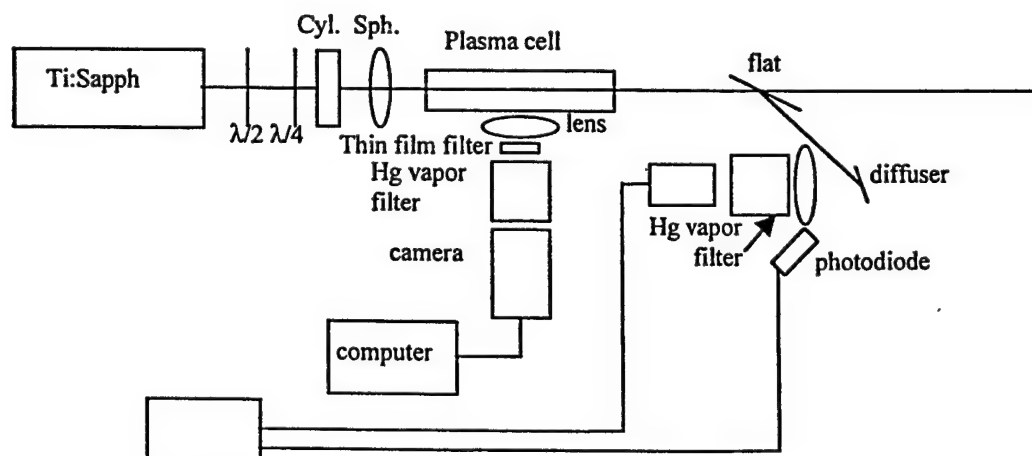 Cyl. Sph.
Plasma cell
Ti:Sapph
flat
λ/2 λ/4
lens
Thin film filter
Hg vapor
filter
diffuser
Hg vapor
filter
camera
photodiode
computer